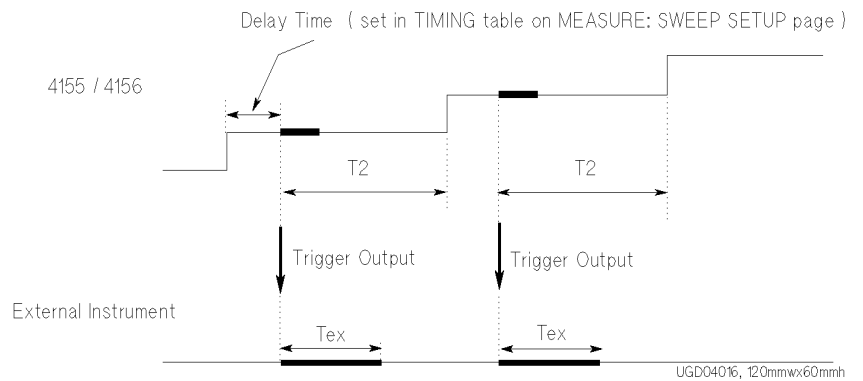 Delay Time ( set in TIMING table on MEASURE: SWEEP SETUP page )
4155 / 4156
T2
T2
Trigger Output
Trigger Output
External Instrument
Tex
Tex
UGD04016, 120mmwx60mmh